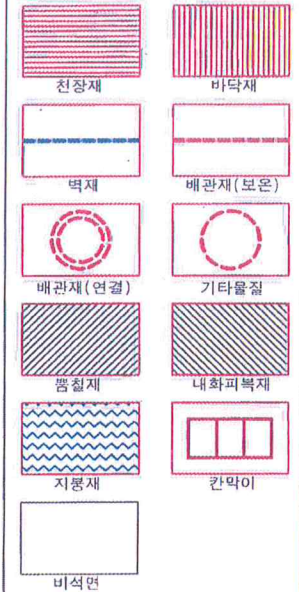 천장재 바닥재
벽재 배관재(보온)
배관재(연결) 기타물질
뿜칠재 내화피복재
지붕재 칸막이
비석면